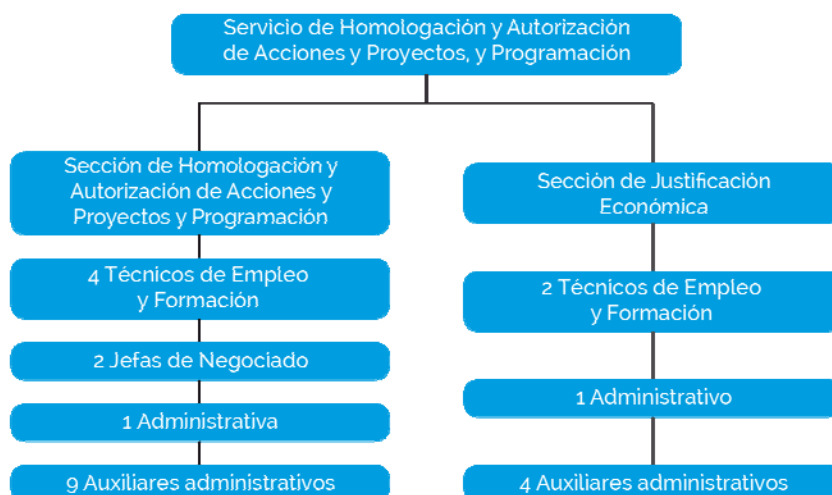 Servicio de Homologación y Autorización
de Acciones y Proyectos, y Programación
Sección de Homologación y
Autorización de Acciones y
Proyectos y Programación
4 Técnicos de Empleo
y Formación
2 Jefas de Negociado
1 Administrativa
9 Auxiliares administrativos
Sección de Justificación
Económica
2 Técnicos de Empleo
y Formación
1 Administrativo
4 Auxiliares administrativos